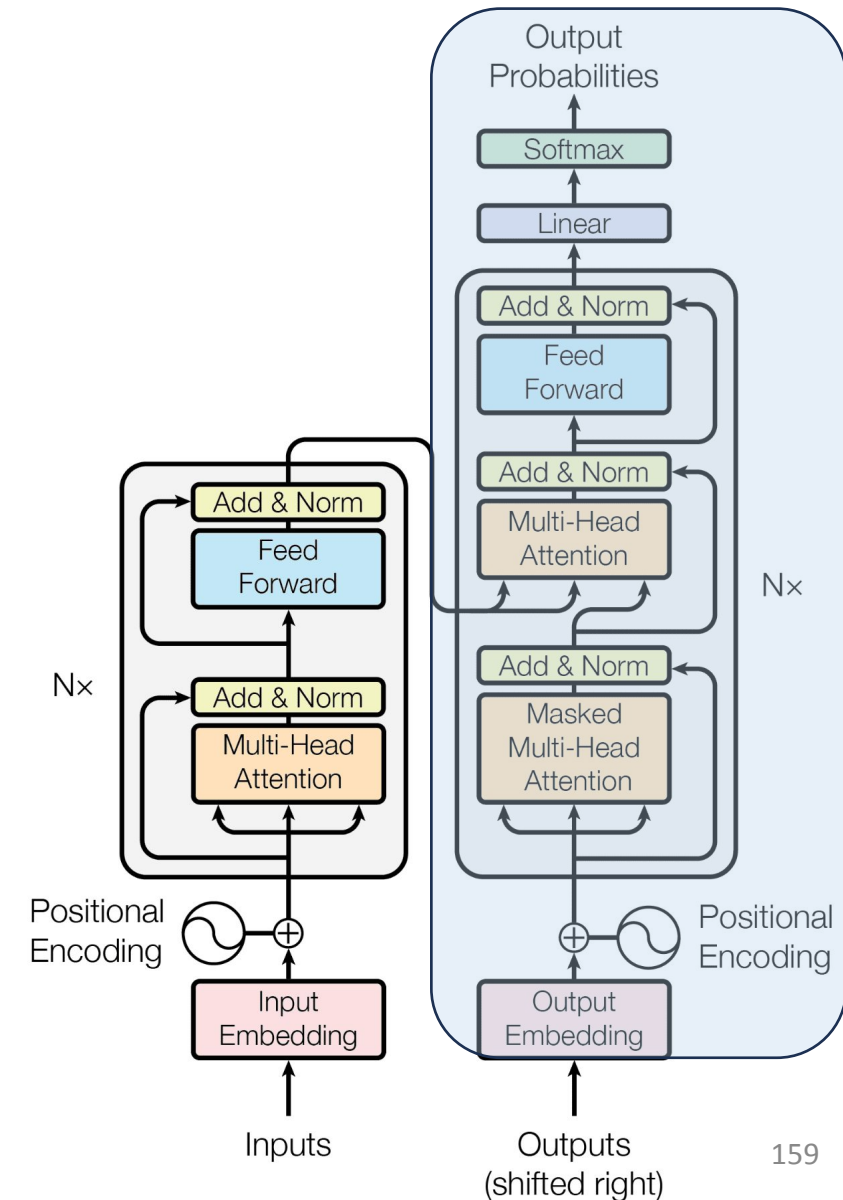 Output
Probabilities
Softmax
Linear
Add & Norm
Feed
Forward
Add & Norm
Multi-Head
Attention
N×
Add & Norm
Masked
Multi-Head
Attention
Positional
Encoding
Output
Embedding
Outputs
(shifted right)
Add & Norm
Feed
Forward
N×
Add & Norm
Multi-Head
Attention
Positional
Encoding
Input
Embedding
Inputs
159